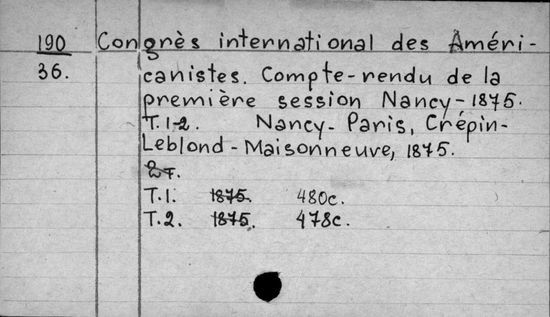 190 Congrès international des Améri-
36. canistes. Compte-rendu de la
première session Nancy-1875.
T.1-2. Nancy-Paris, Crépin-
Leblond-Maisonneuve, 1875.
T.1. 1875. 480c.
T.2. 1875. 478c.